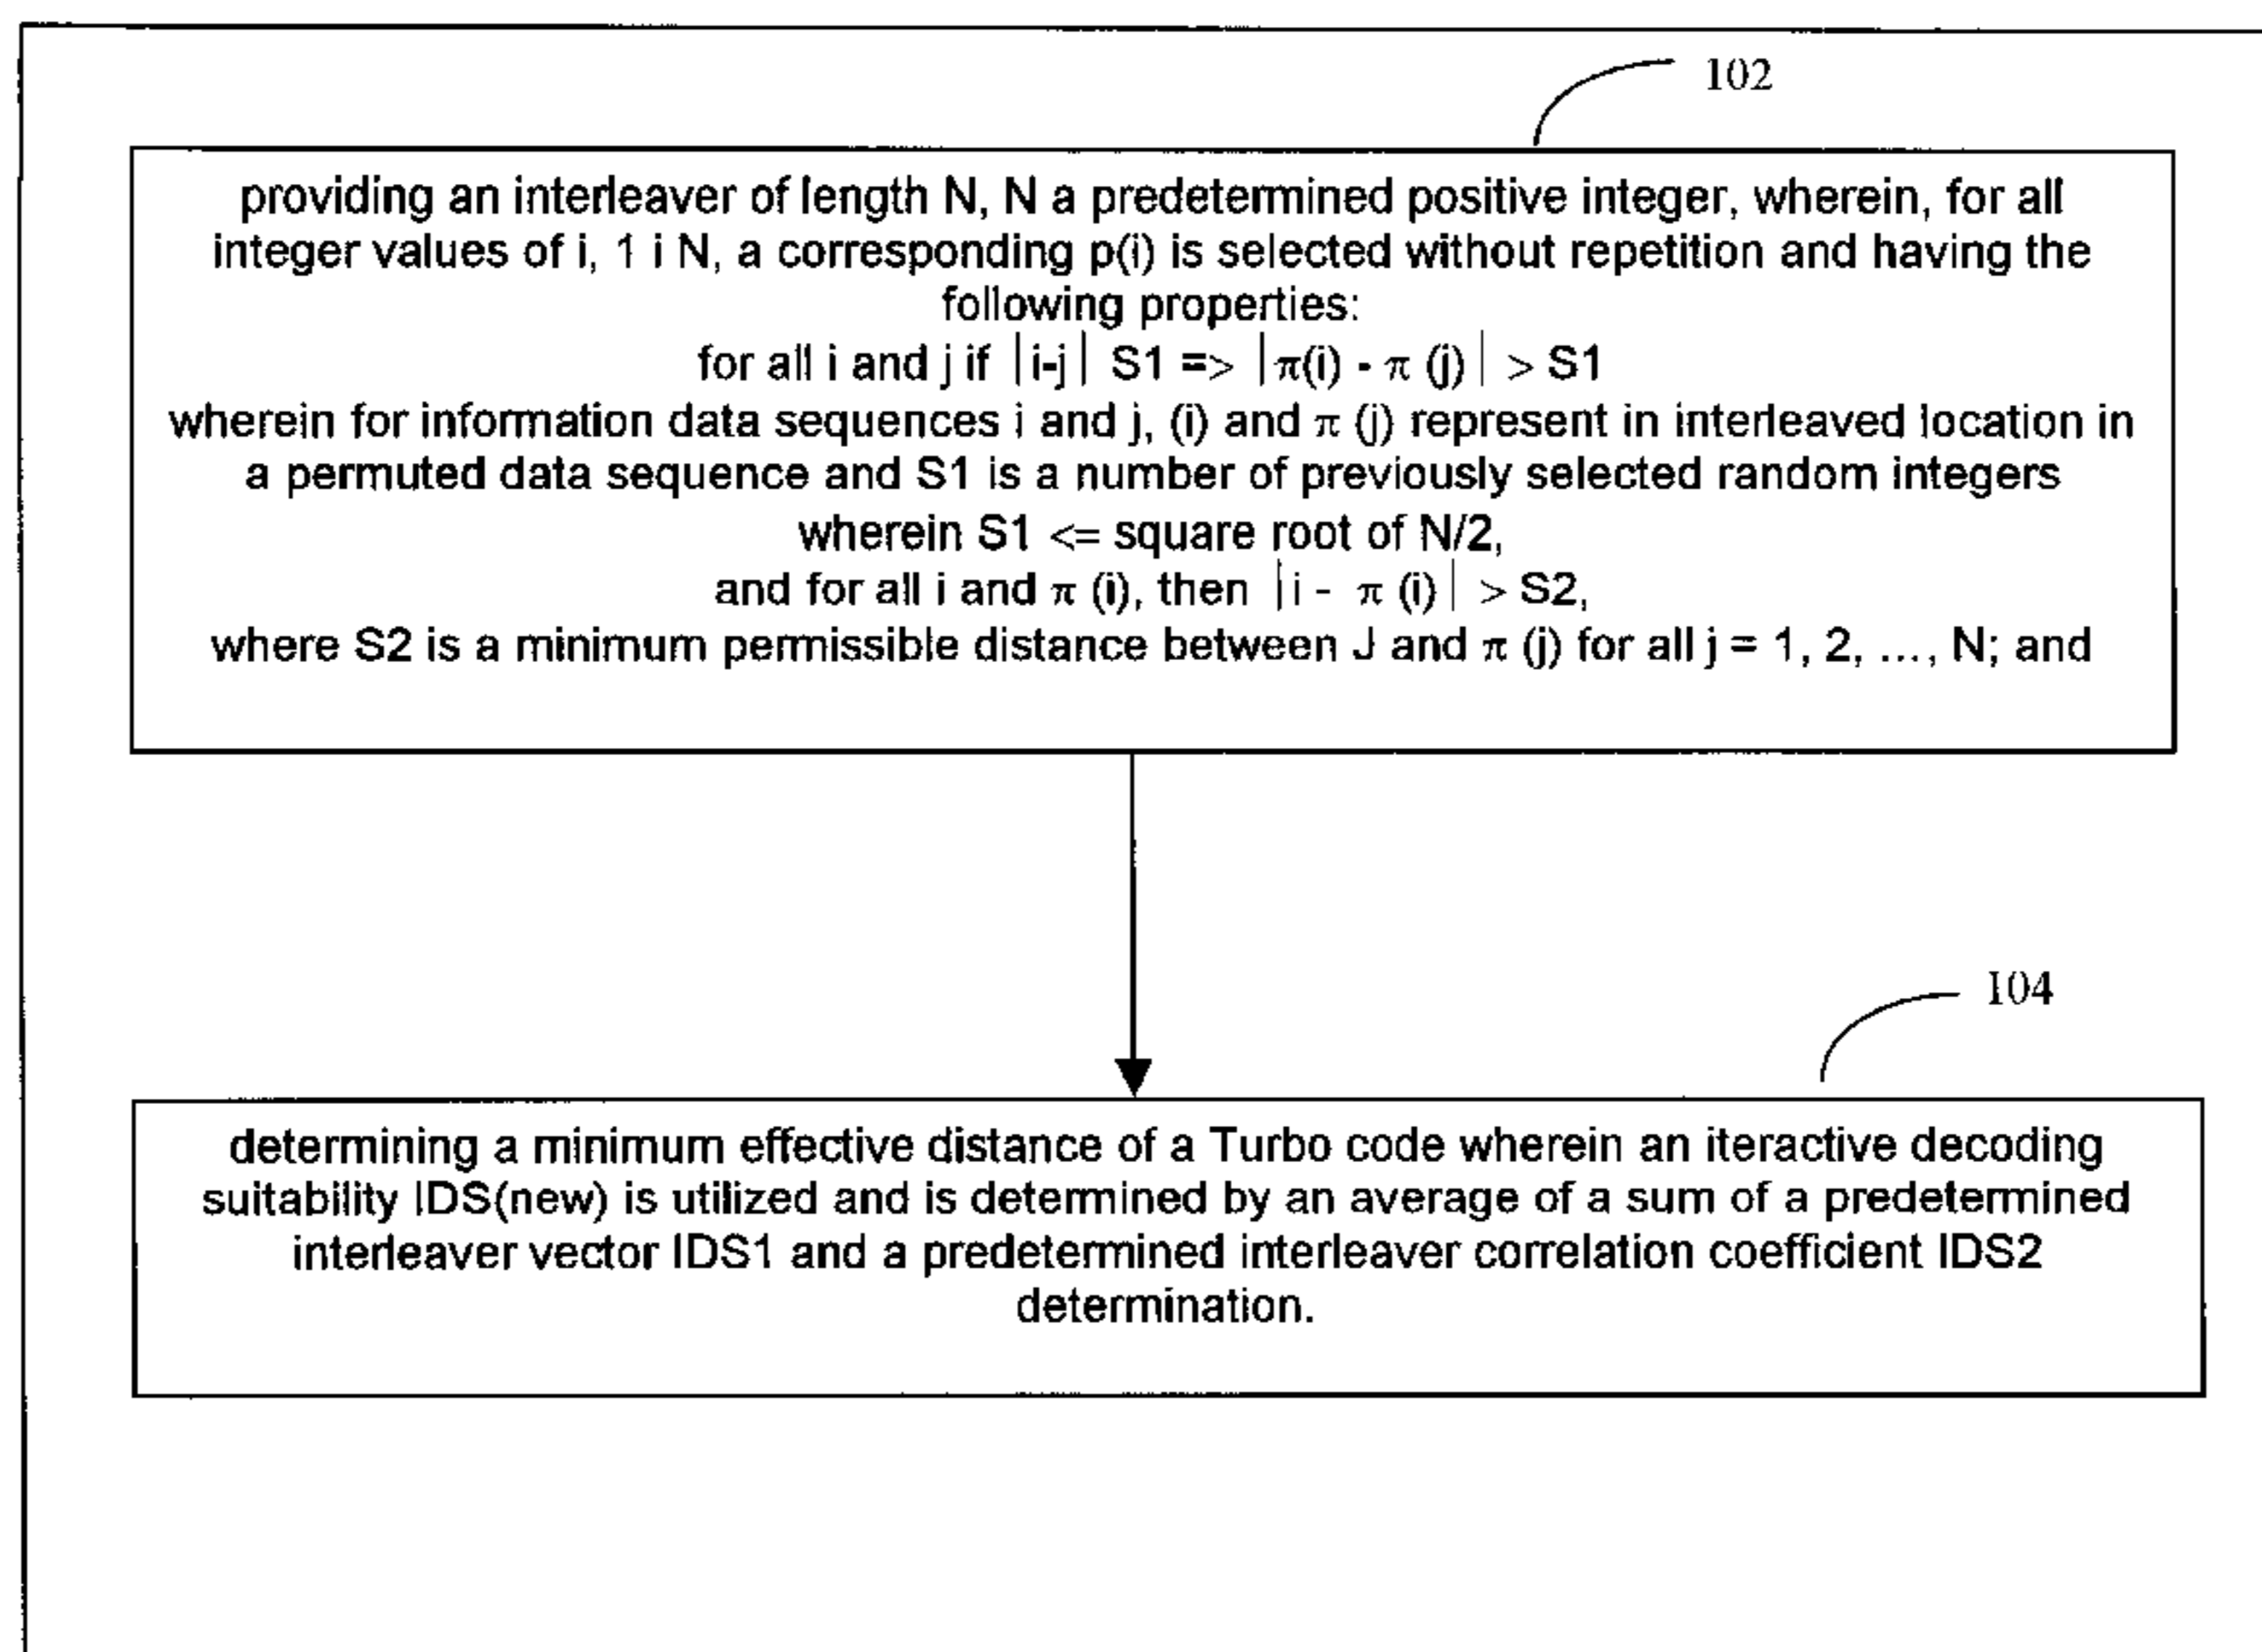 102
providing an interleaver of length N, N a predetermined positive integer, wherein, for all
integer values of i, 1 i N, a corresponding p(i) is selected without repetition and having the
following properties:
for all i and j if |i-j| S1 => |π(i) - π (j)| > S1
wherein for information data sequences i and j, (i) and π (j) represent in interleaved location in
a permuted data sequence and S1 is a number of previously selected random integers
wherein S1 <= square root of N/2,
and for all i and π (i), then |i - π (i)| > S2,
where S2 is a minimum permissible distance between J and π (j) for all j = 1, 2, ..., N; and
104
determining a minimum effective distance of a Turbo code wherein an iteractive decoding
suitability IDS(new) is utilized and is determined by an average of a sum of a predetermined
interleaver vector IDS1 and a predetermined interleaver correlation coefficient IDS2
determination.